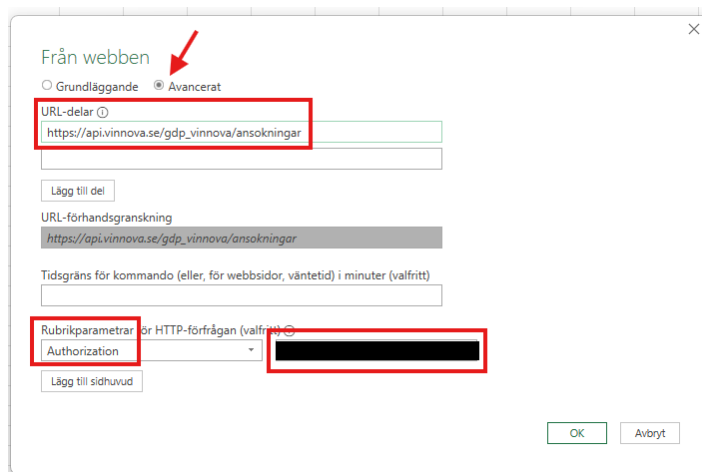 Från webben
Grundläggande Avancerat
URL-delar
https://api.vinnova.se/gdp_vinnova/ansokningar
Lägg till del
URL-förhandsgranskning
https://api.vinnova.se/gdp_vinnova/ansokningar
Tidsgräns för kommando (eller, för webbsidor, väntetid) i minuter (valfritt)
Rubrikparametrar för HTTP-förfrågan (valfritt)
Authorization
Lägg till sidhuvud
OK Avbryt